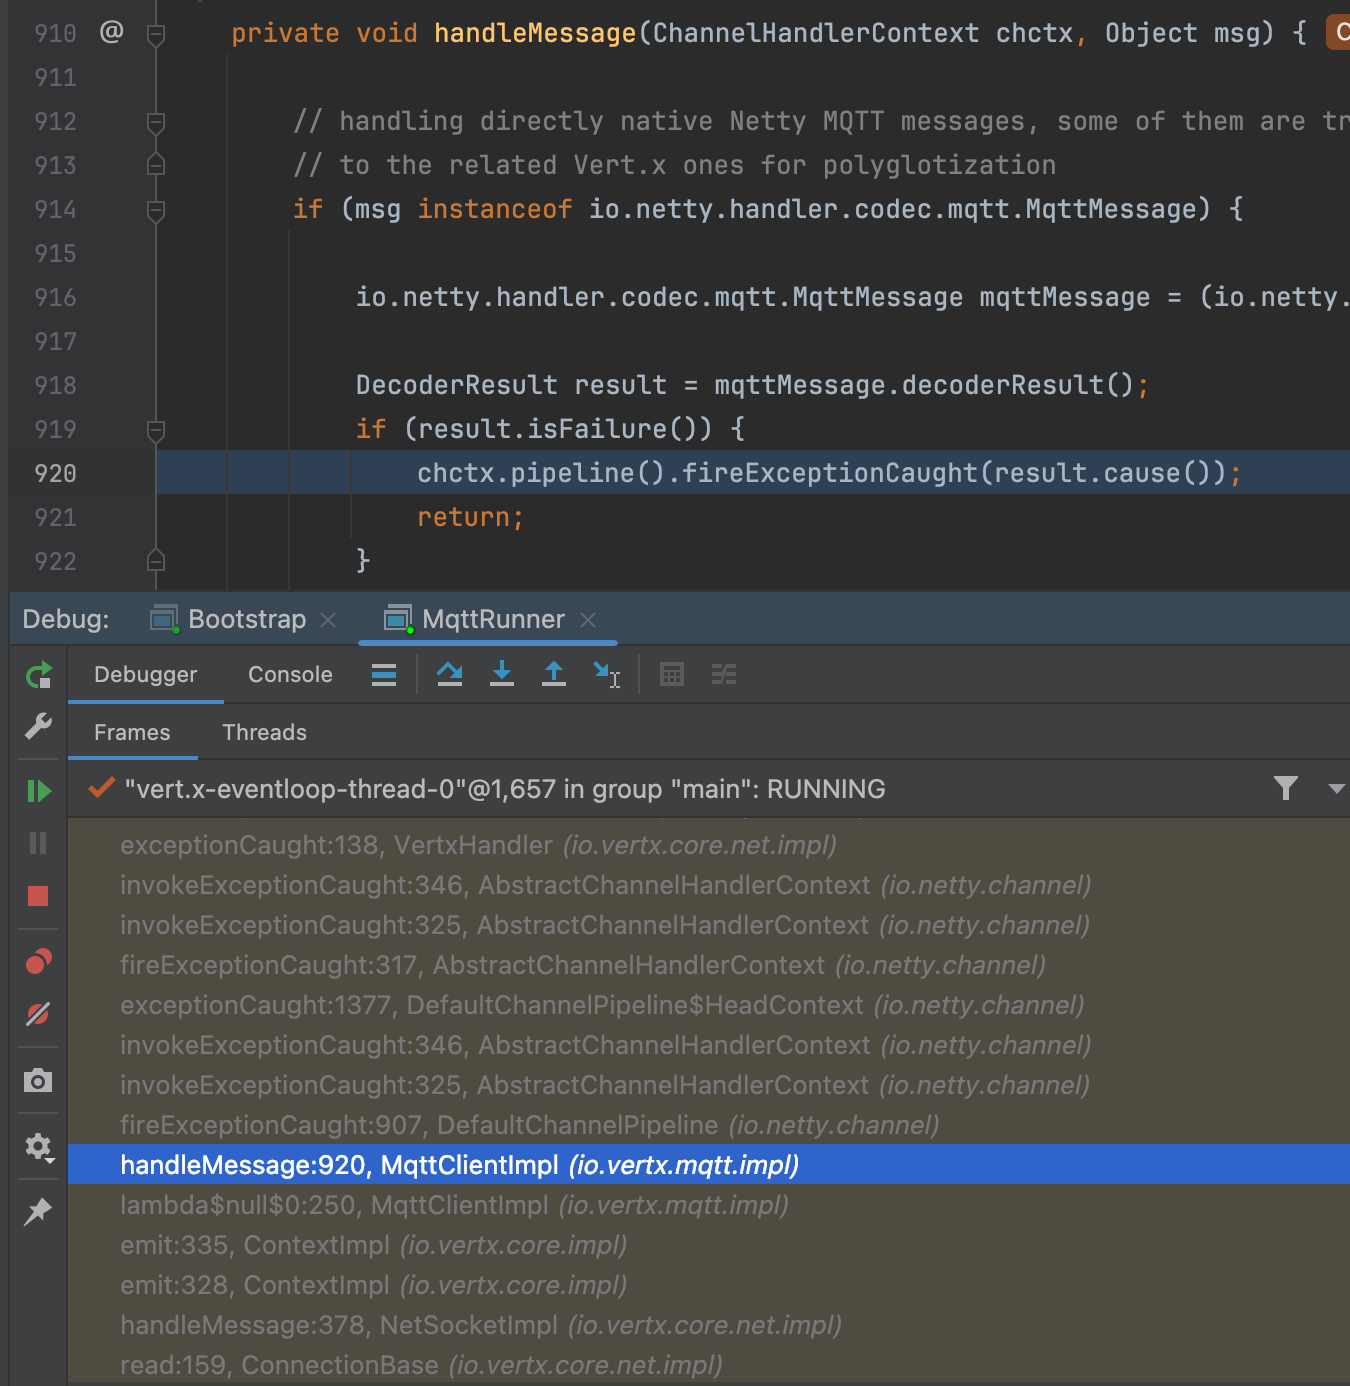 910 @ private void handleMessage(ChannelHandlerContext chctx, Object msg) {
911
912 // handling directly native Netty MQTT messages, some of them are tr
913 // to the related Vert.x ones for polyglotization
914 if (msg instanceof io.netty.handler.codec.mqtt.MqttMessage) {
915
916 io.netty.handler.codec.mqtt.MqttMessage mqttMessage = (io.netty.
917
918 DecoderResult result = mqttMessage.decoderResult();
919 if (result.isFailure()) {
920 chctx.pipeline().fireExceptionCaught(result.cause());
921 return;
922 }
Debug: Bootstrap MqttRunner
Debugger Console
Frames Threads
"vert.x-eventloop-thread-0"@1,657 in group "main": RUNNING
exceptionCaught:138, VertxHandler (io.vertx.core.net.impl)
invokeExceptionCaught:346, AbstractChannelHandlerContext (io.netty.channel)
invokeExceptionCaught:325, AbstractChannelHandlerContext (io.netty.channel)
fireExceptionCaught:317, AbstractChannelHandlerContext (io.netty.channel)
exceptionCaught:1377, DefaultChannelPipeline$HeadContext (io.netty.channel)
invokeExceptionCaught:346, AbstractChannelHandlerContext (io.netty.channel)
invokeExceptionCaught:325, AbstractChannelHandlerContext (io.netty.channel)
fireExceptionCaught:907, DefaultChannelPipeline (io.netty.channel)
handleMessage:920, MqttClientImpl (io.vertx.mqtt.impl)
lambda$null$0:250, MqttClientImpl (io.vertx.mqtt.impl)
emit:335, ContextImpl (io.vertx.core.impl)
emit:328, ContextImpl (io.vertx.core.impl)
handleMessage:378, NetSocketImpl (io.vertx.core.net.impl)
read:159, ConnectionBase (io.vertx.core.net.impl)